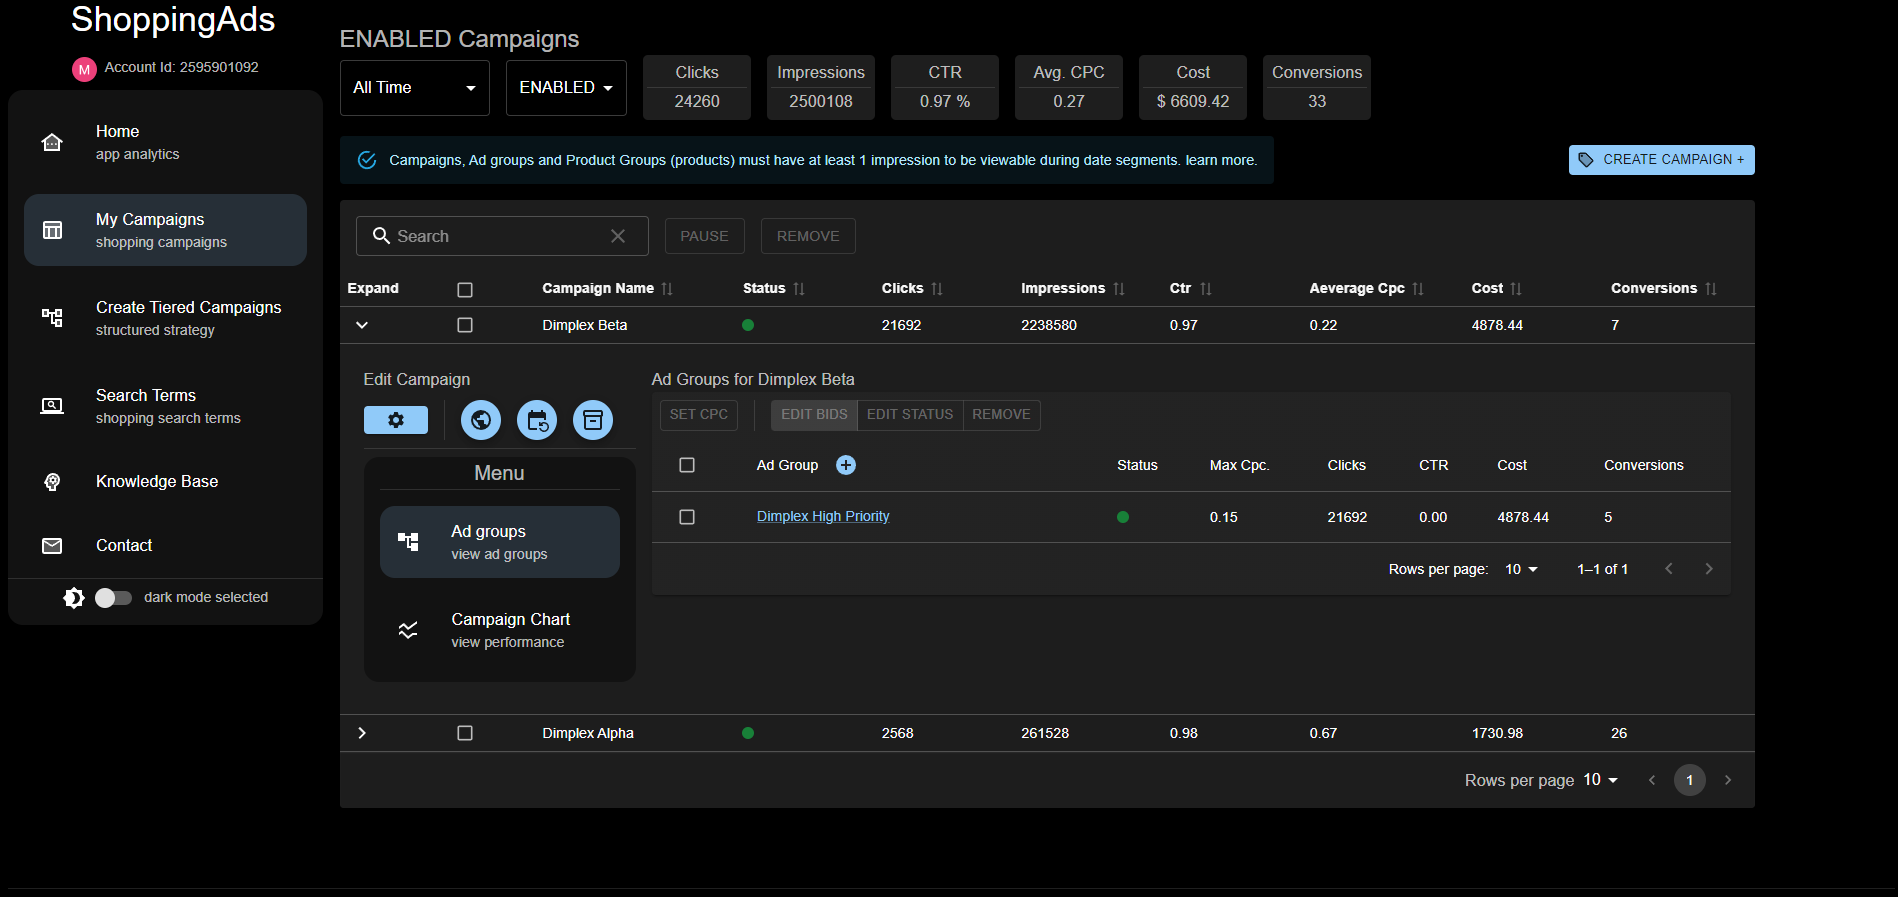 ShoppingAds
M
Account Id: 2595901092
Home
app analytics
My Campaigns
shopping campaigns
Create Tiered Campaigns
structured strategy
Search Terms
shopping search terms
Knowledge Base
Contact
dark mode selected
ENABLED Campaigns
All Time
ENABLED
Clicks
24260
Impressions
2500108
CTR
0.97 %
Avg. CPC
0.27
Cost
$ 6609.42
Conversions
33
Campaigns, Ad groups and Product Groups (products) must have at least 1 impression to be viewable during date segments. learn more.
CREATE CAMPAIGN +
Search
PAUSE
REMOVE
Expand Campaign Name Status Clicks Impressions Ctr Aeverage Cpc Cost Conversions
Dimplex Beta 21692 2238580 0.97 0.22 4878.44 7
Edit Campaign
Menu
Ad groups
view ad groups
Campaign Chart
view performance
Ad Groups for Dimplex Beta
SET CPC EDIT BIDS EDIT STATUS REMOVE
Ad Group Status Max Cpc. Clicks CTR Cost Conversions
Dimplex High Priority 0.15 21692 0.00 4878.44 5
Rows per page: 10 1–1 of 1
Dimplex Alpha 2568 261528 0.98 0.67 1730.98 26
Rows per page 10 1